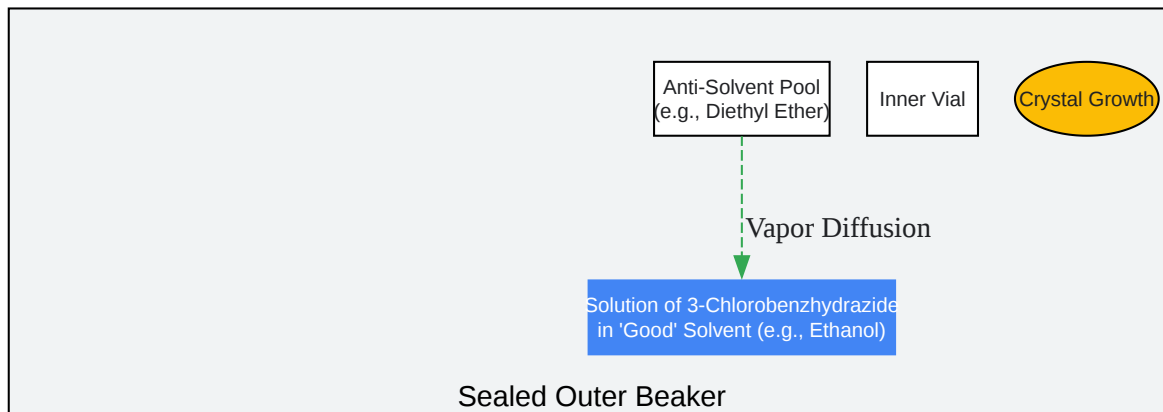 Anti-Solvent Pool
(e.g., Diethyl Ether)
Inner Vial
Crystal Growth
Vapor Diffusion
Solution of 3-Chlorobenzhydrazide
in 'Good' Solvent (e.g., Ethanol)
Sealed Outer Beaker